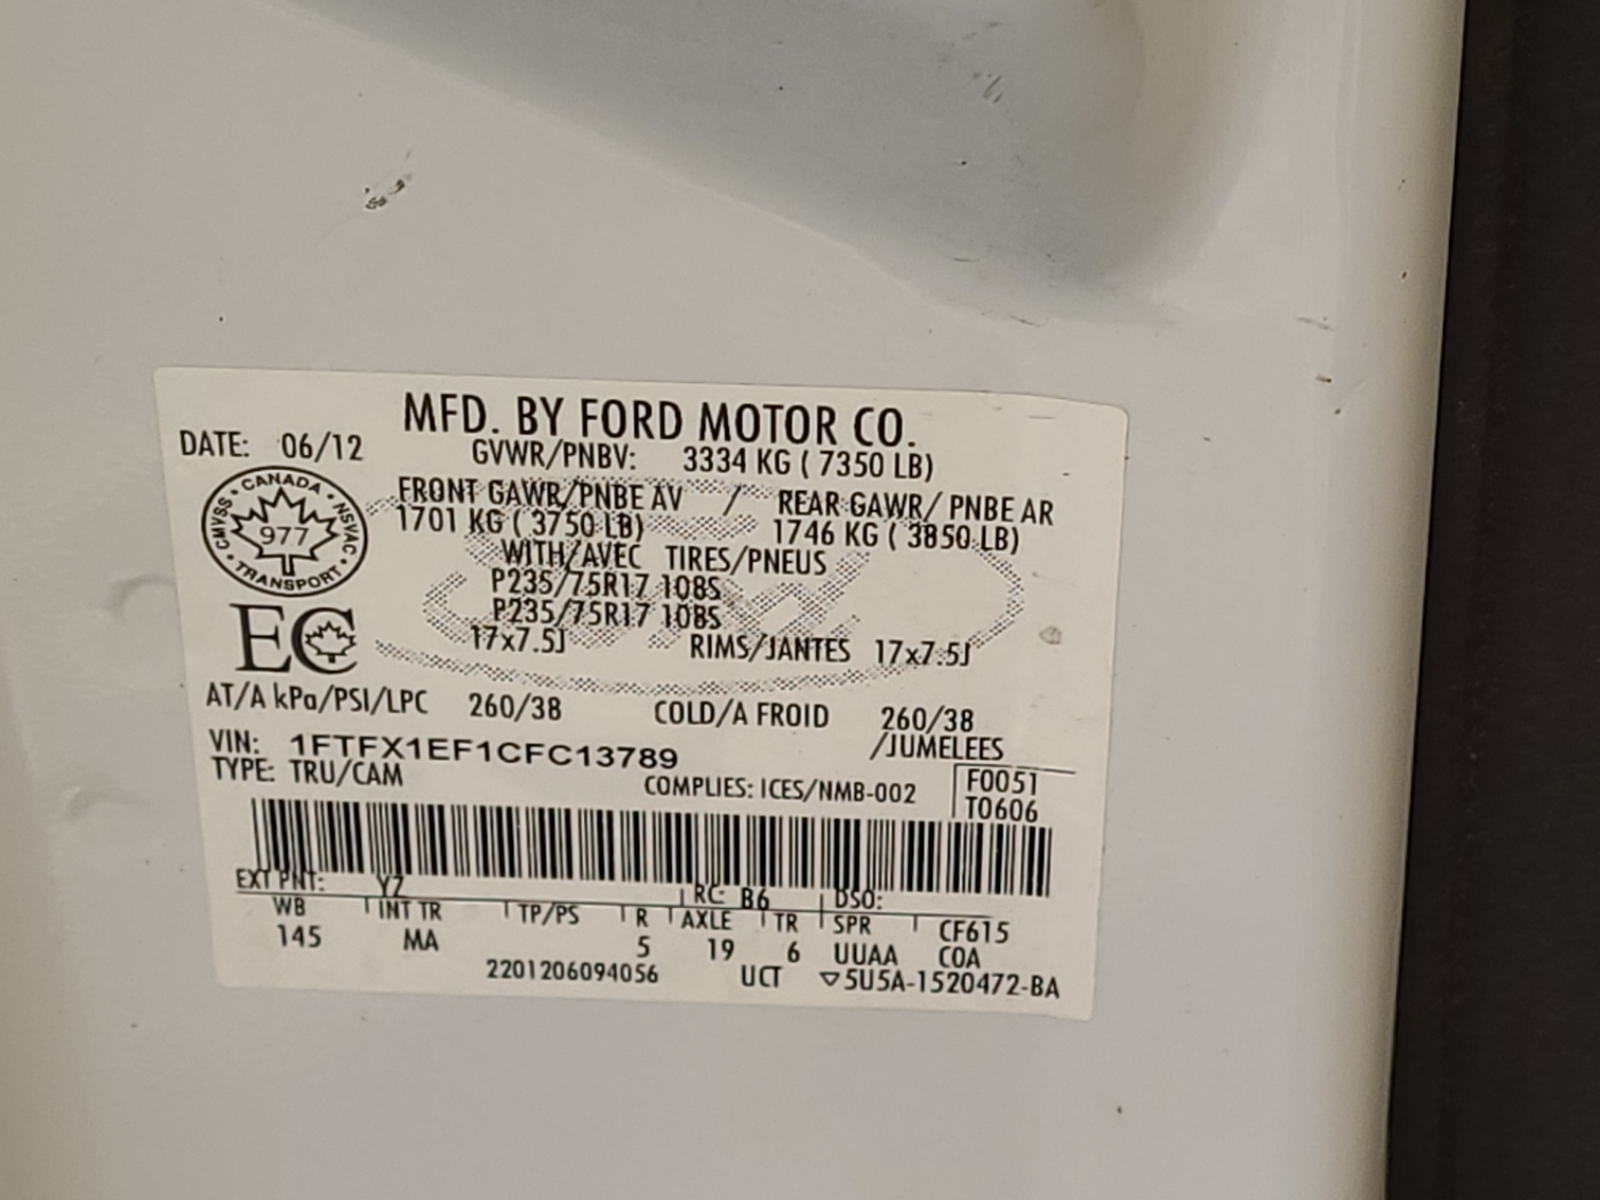 MFD. BY FORD MOTOR CO.
DATE: 06/12
GVWR/PNBV: 3334 KG ( 7350 LB)
CANADA
CMVSS
NSVAC
977
TRANSPORT
FRONT GAWR/PNBE AV / REAR GAWR/ PNBE AR
1701 KG ( 3750 LB) 1746 KG ( 3850 LB)
WITH/AVEC TIRES/PNEUS
P235/75R17 108S
P235/75R17 108S
EC
17x7.5J RIMS/JANTES 17x7.5J
AT/A kPa/PSI/LPC 260/38 COLD/A FROID 260/38
VIN: 1FTFX1EF1CFC13789 /JUMELEES
TYPE: TRU/CAM COMPLIES: ICES/NMB-002 F0051
T0606
EXT PNT: YZ RC: B6 DSO:
WB INT TR TP/PS R AXLE TR SPR CF615
145 MA 5 19 6 UUAA COA
2201206094056 UCT ▽5U5A-1520472-BA